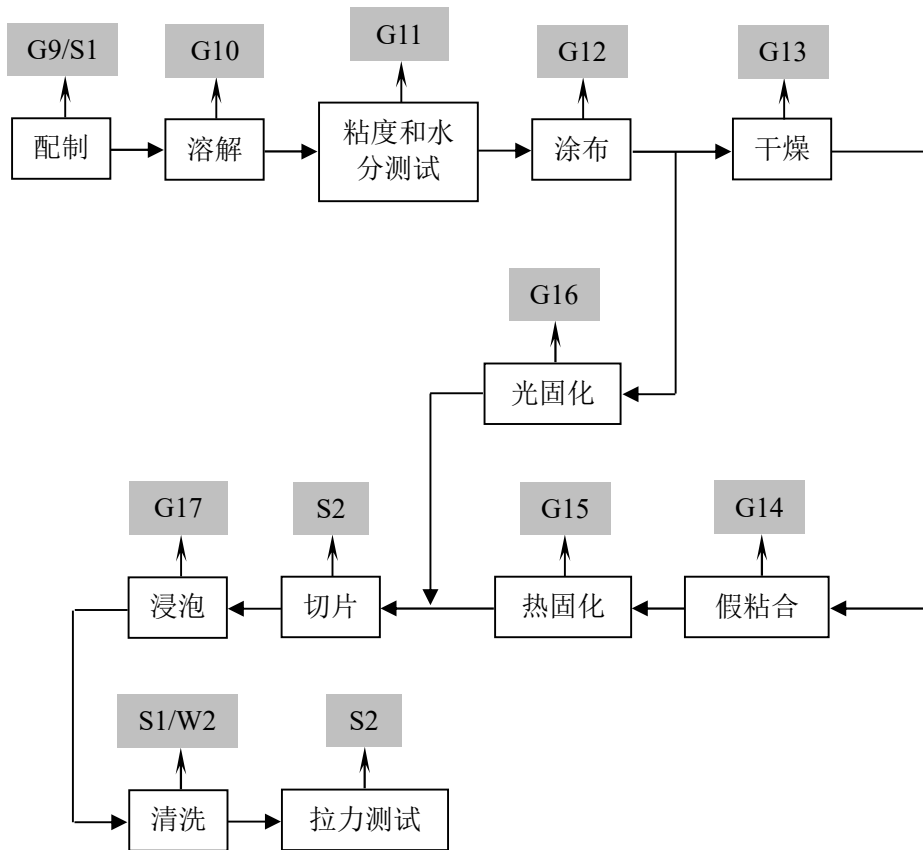 G9/S1
G10
G11
G12
G13
配制
溶解
粘度和水
分测试
涂布
干燥
G16
光固化
G17
S2
G15
G14
浸泡
切片
热固化
假粘合
S1/W2
S2
清洗
拉力测试